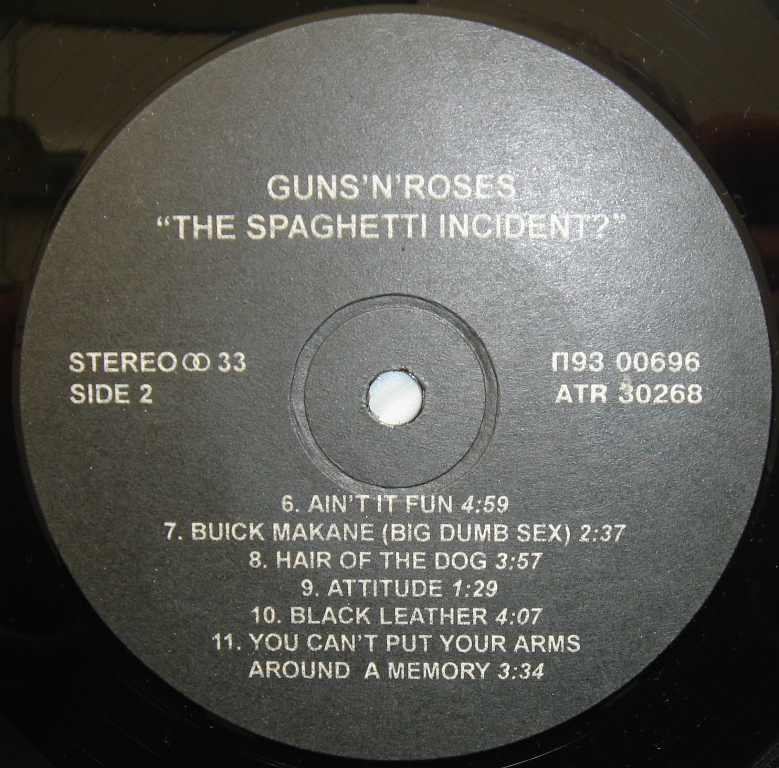 GUNS'N'ROSES
"THE SPAGHETTI INCIDENT?"
STEREO 33
SIDE 2
П93 00696
ATR 30268
6. AIN'T IT FUN 4:59
7. BUICK MAKANE (BIG DUMB SEX) 2:37
8. HAIR OF THE DOG 3:57
9. ATTITUDE 1:29
10. BLACK LEATHER 4:07
11. YOU CAN'T PUT YOUR ARMS
AROUND A MEMORY 3:34